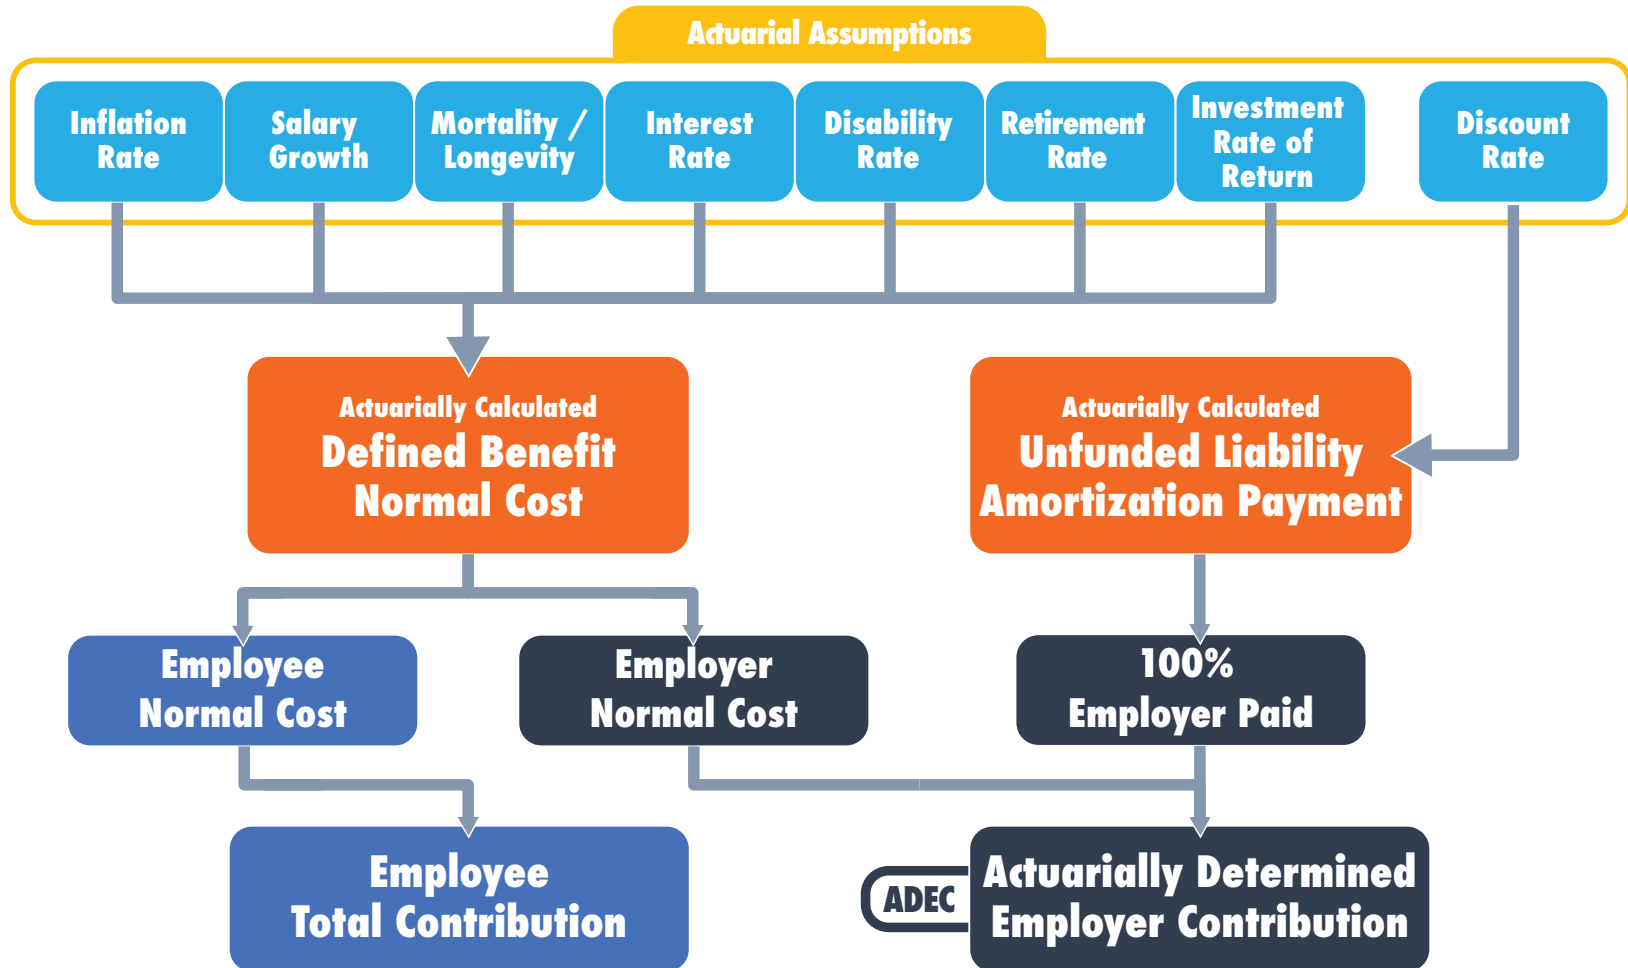 Actuarial Assumptions
Inflation
Rate
Salary
Growth
Mortality /
Longevity
Interest
Rate
Disability
Rate
Retirement
Rate
Investment
Rate of
Return
Discount
Rate
Actuarially Calculated
Defined Benefit
Normal Cost
Actuarially Calculated
Unfunded Liability
Amortization Payment
Employee
Normal Cost
Employer
Normal Cost
100%
Employer Paid
Employee
Total Contribution
ADEC
Actuarially Determined
Employer Contribution